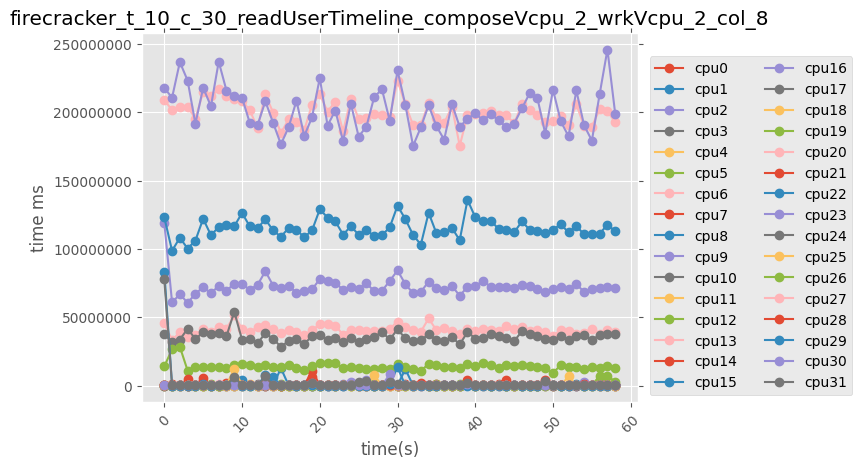 firecracker_t_10_c_30_readUserTimeline_composeVcpu_2_wrkVcpu_2_col_8
250000000
200000000
150000000
100000000
50000000
0
time ms
0
10
20
30
40
50
60
time(s)
cpu0
cpu1
cpu2
cpu3
cpu4
cpu5
cpu6
cpu7
cpu8
cpu9
cpu10
cpu11
cpu12
cpu13
cpu14
cpu15
cpu16
cpu17
cpu18
cpu19
cpu20
cpu21
cpu22
cpu23
cpu24
cpu25
cpu26
cpu27
cpu28
cpu29
cpu30
cpu31